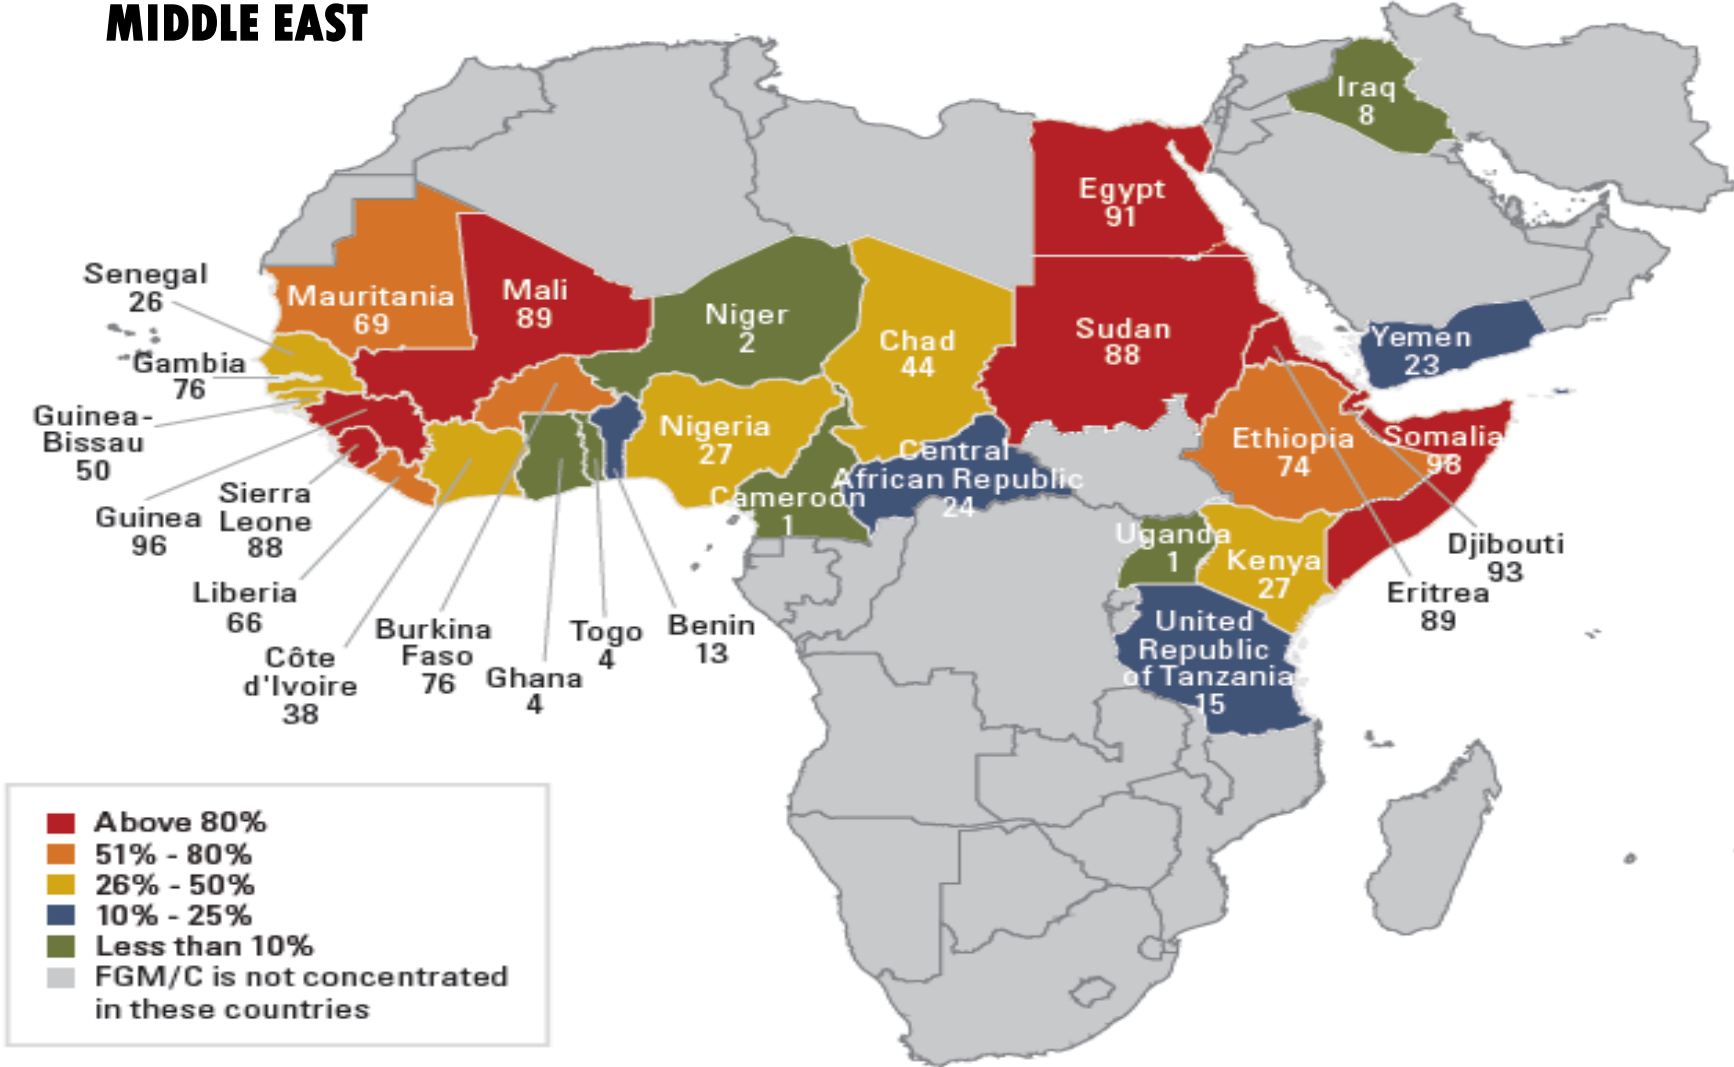 MIDDLE EAST
Iraq
8
Egypt
91
Senegal
26
Mauritania
69
Mali
89
Niger
2
Chad
44
Sudan
88
Yemen
23
Gambia
76
Guinea-
Bissau
50
Nigeria
27
Central
African Republic
24
Ethiopia
74
Somalia
98
Cameroon
1
Guinea
96
Sierra
Leone
88
Uganda
1
Kenya
27
Djibouti
93
Eritrea
89
Liberia
66
Côte
d'Ivoire
38
Burkina
Faso
76
Ghana
4
Togo
4
Benin
13
United
Republic
of Tanzania
15
Above 80%
51% - 80%
26% - 50%
10% - 25%
Less than 10%
FGM/C is not concentrated
in these countries